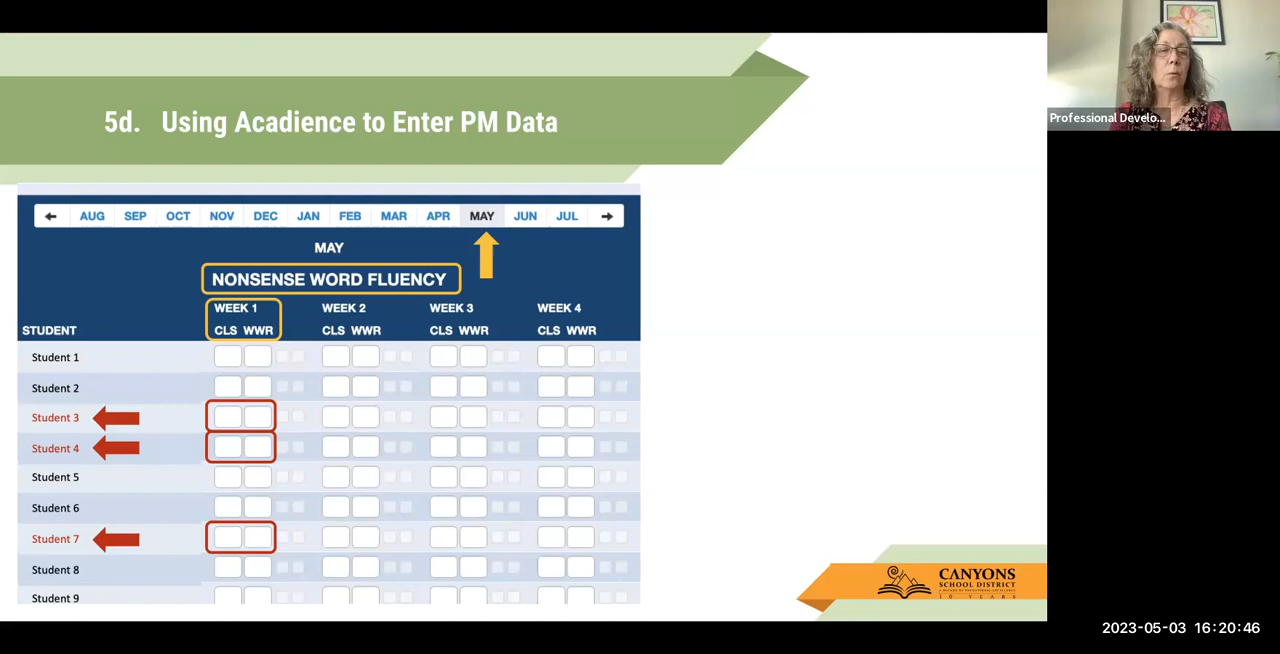 5d. Using Acadience to Enter PM Data
Professional Develo...
AUG SEP OCT NOV DEC JAN FEB MAR APR MAY JUN JUL
MAY
NONSENSE WORD FLUENCY
WEEK 1 WEEK 2 WEEK 3 WEEK 4
STUDENT CLS WWR CLS WWR CLS WWR CLS WWR
Student 1
Student 2
Student 3
Student 4
Student 5
Student 6
Student 7
Student 8
Student 9
CANYONS
SCHOOL DISTRICT
10 YEARS
2023-05-03 16:20:46